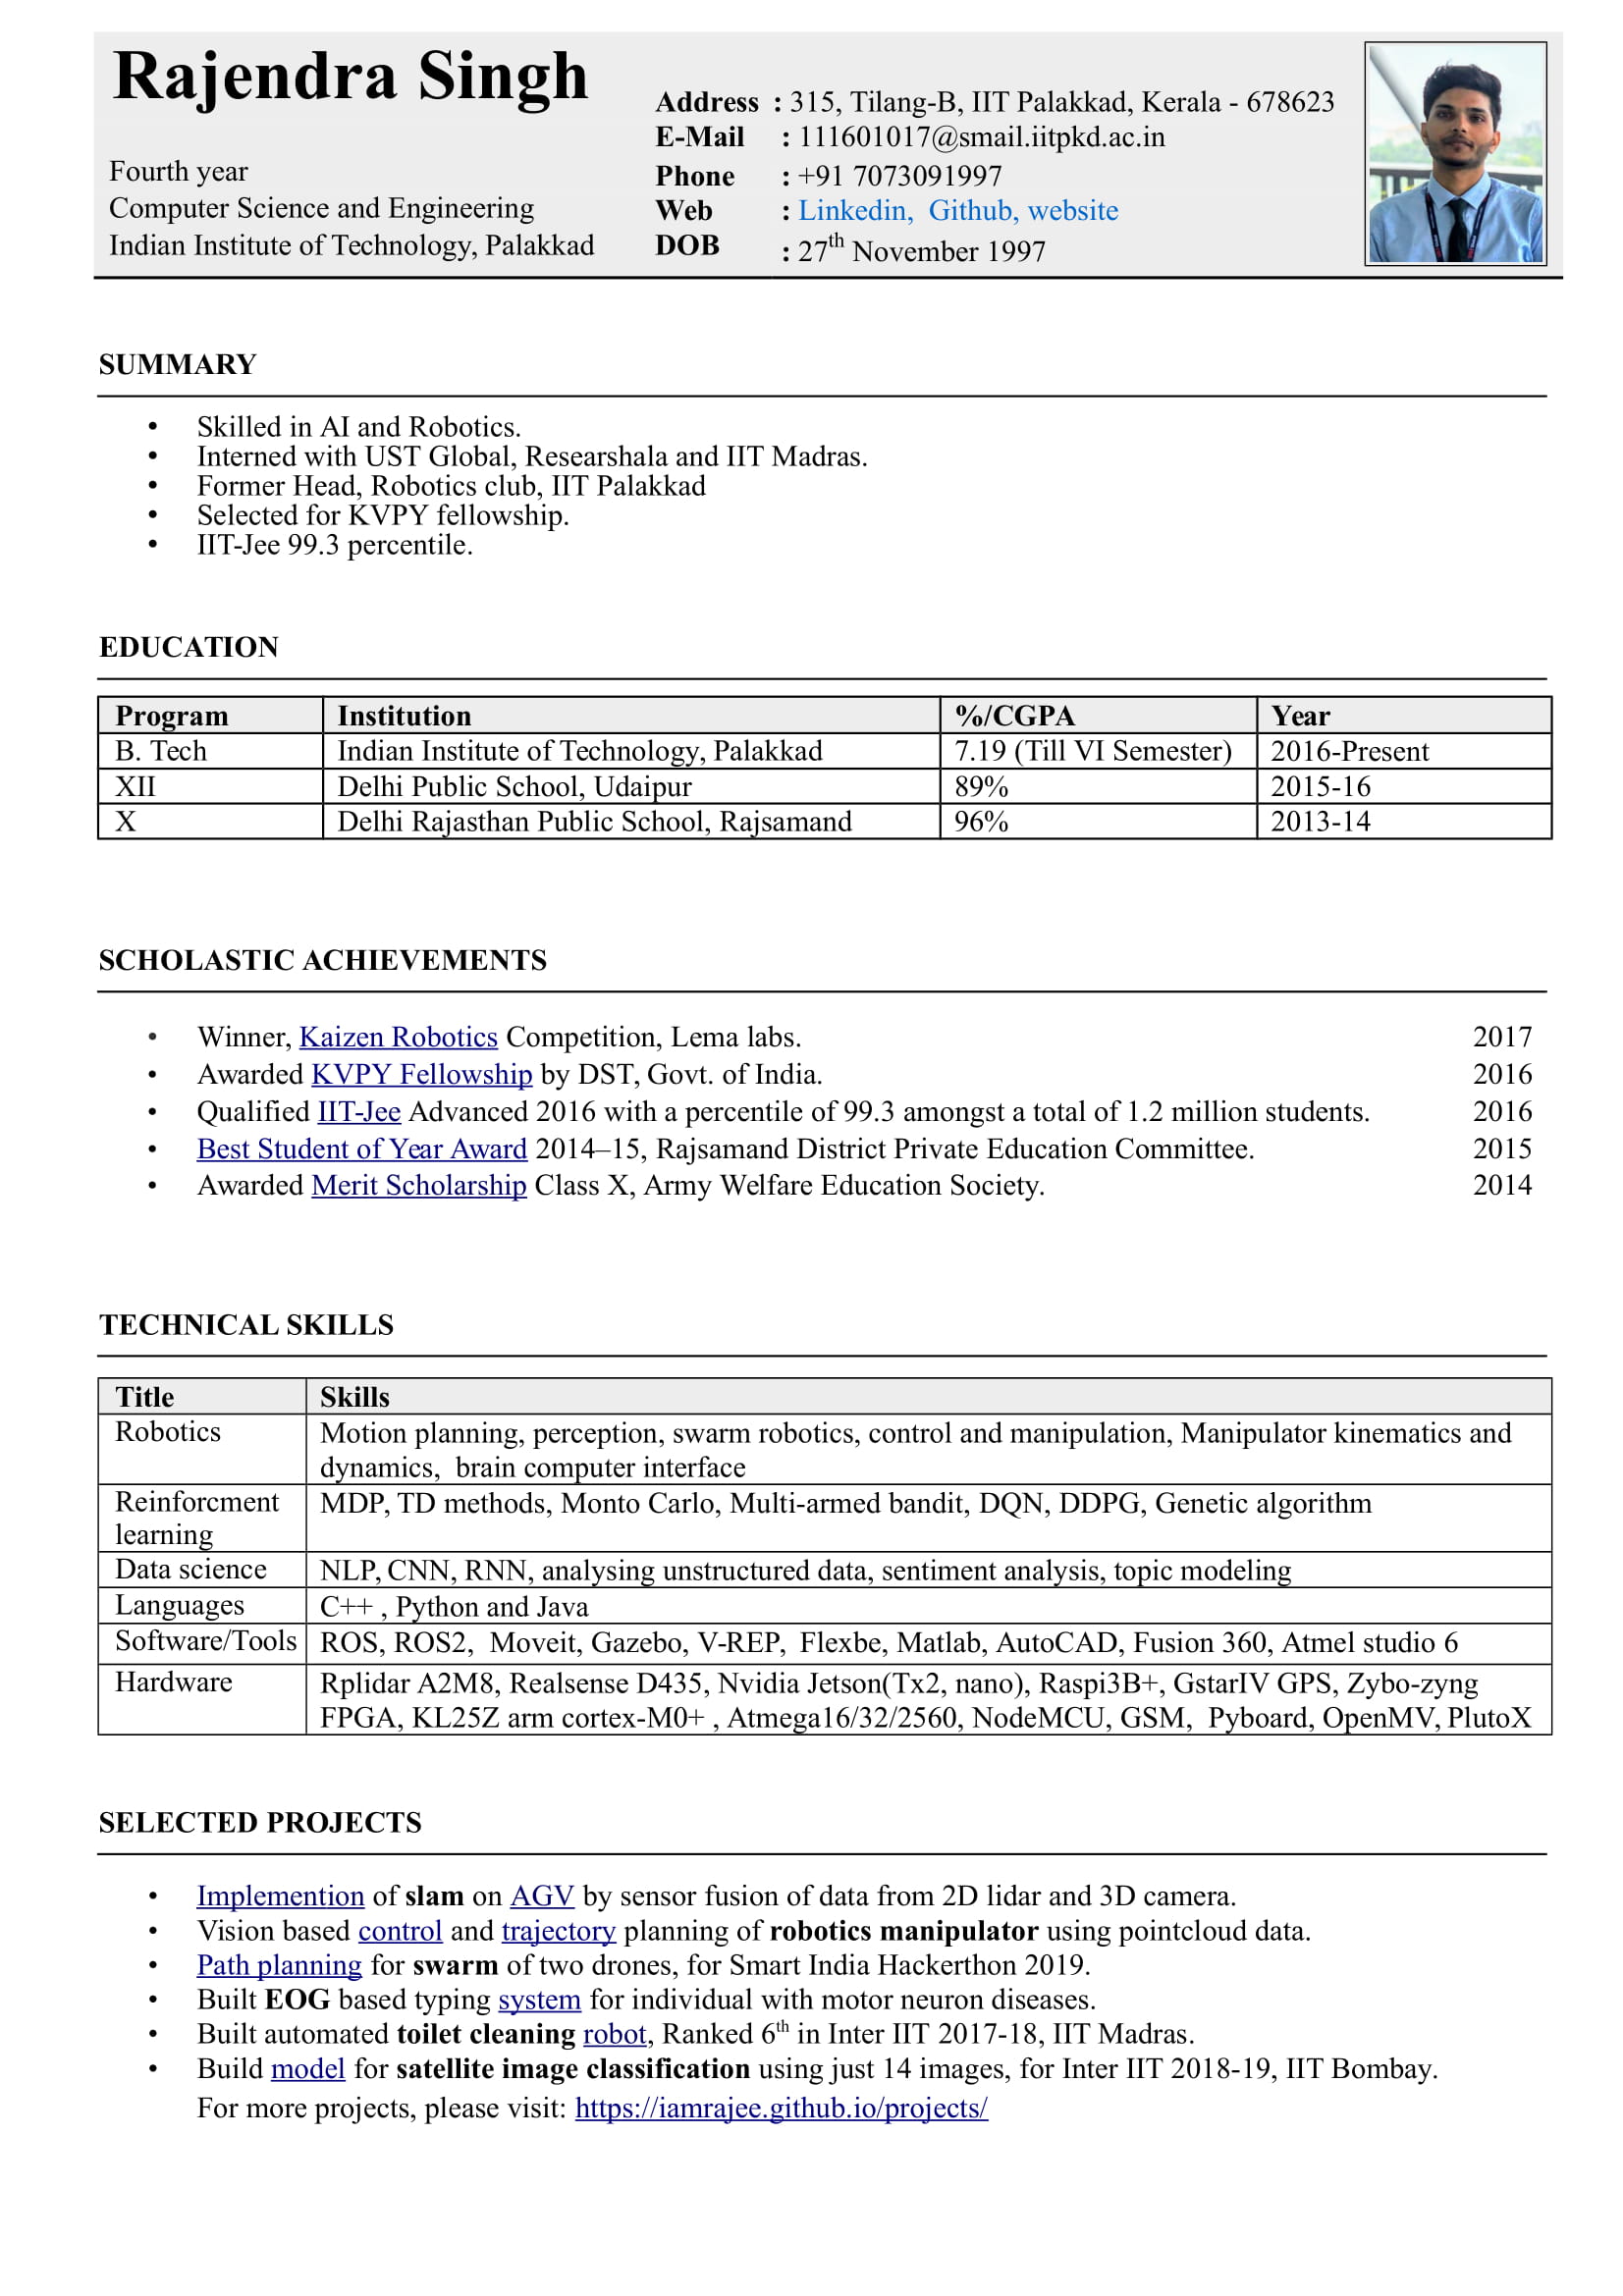 Rajendra Singh
Fourth year
Computer Science and Engineering
Indian Institute of Technology, Palakkad
Address : 315, Tilang-B, IIT Palakkad, Kerala - 678623
E-Mail : 111601017@smail.iitpkd.ac.in
Phone : +91 7073091997
Web : Linkedin, Github, website
DOB : 27th November 1997
SUMMARY
• Skilled in AI and Robotics.
• Interned with UST Global, Researshala and IIT Madras.
• Former Head, Robotics club, IIT Palakkad
• Selected for KVPY fellowship.
• IIT-Jee 99.3 percentile.
EDUCATION
Program Institution %/CGPA Year
B. Tech Indian Institute of Technology, Palakkad 7.19 (Till VI Semester) 2016-Present
XII Delhi Public School, Udaipur 89% 2015-16
X Delhi Rajasthan Public School, Rajsamand 96% 2013-14
SCHOLASTIC ACHIEVEMENTS
• Winner, Kaizen Robotics Competition, Lema labs. 2017
• Awarded KVPY Fellowship by DST, Govt. of India. 2016
• Qualified IIT-Jee Advanced 2016 with a percentile of 99.3 amongst a total of 1.2 million students. 2016
• Best Student of Year Award 2014–15, Rajsamand District Private Education Committee. 2015
• Awarded Merit Scholarship Class X, Army Welfare Education Society. 2014
TECHNICAL SKILLS
Title Skills
Robotics Motion planning, perception, swarm robotics, control and manipulation, Manipulator kinematics and
dynamics, brain computer interface
Reinforcment MDP, TD methods, Monto Carlo, Multi-armed bandit, DQN, DDPG, Genetic algorithm
learning
Data science NLP, CNN, RNN, analysing unstructured data, sentiment analysis, topic modeling
Languages C++ , Python and Java
Software/Tools ROS, ROS2, Moveit, Gazebo, V-REP, Flexbe, Matlab, AutoCAD, Fusion 360, Atmel studio 6
Hardware Rplidar A2M8, Realsense D435, Nvidia Jetson(Tx2, nano), Raspi3B+, GstarIV GPS, Zybo-zyng
FPGA, KL25Z arm cortex-M0+ , Atmega16/32/2560, NodeMCU, GSM, Pyboard, OpenMV, PlutoX
SELECTED PROJECTS
• Implemention of slam on AGV by sensor fusion of data from 2D lidar and 3D camera.
• Vision based control and trajectory planning of robotics manipulator using pointcloud data.
• Path planning for swarm of two drones, for Smart India Hackerthon 2019.
• Built EOG based typing system for individual with motor neuron diseases.
• Built automated toilet cleaning robot, Ranked 6th in Inter IIT 2017-18, IIT Madras.
• Build model for satellite image classification using just 14 images, for Inter IIT 2018-19, IIT Bombay.
For more projects, please visit: https://iamrajee.github.io/projects/